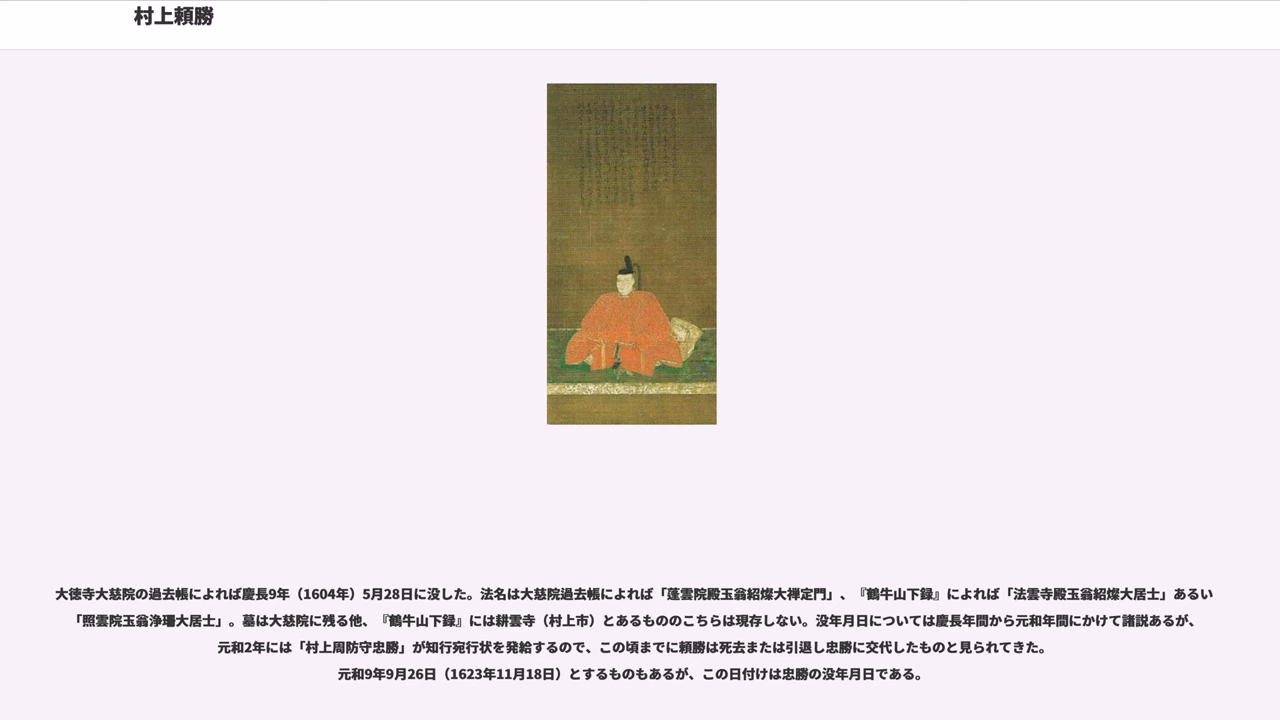 村上頼勝
大徳寺大慈院の過去帳によれば慶長9年（1604年）5月28日に没した。法名は大慈院過去帳によれば「蓬雲院殿玉翁紹燦大禅定門」、『鶴牛山下録』によれば「法雲寺殿玉翁紹燦大居士」あるい
「照雲院玉翁浄珊大居士」。墓は大慈院に残る他、『鶴牛山下録』には耕雲寺（村上市）とあるもののこちらは現存しない。没年月日については慶長年間から元和年間にかけて諸説あるが、
元和2年には「村上周防守忠勝」が知行宛行状を発給するので、この頃までに頼勝は死去または引退し忠勝に交代したものと見られてきた。
元和9年9月26日（1623年11月18日）とするものもあるが、この日付けは忠勝の没年月日である。